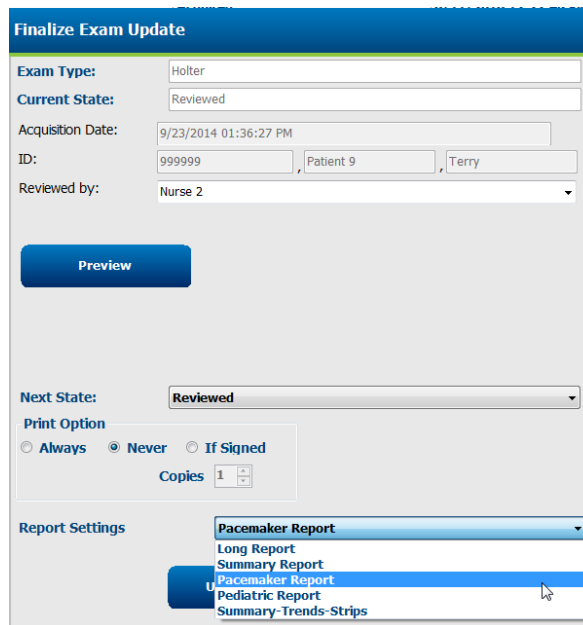 Finalize Exam Update
Exam Type: Holter
Current State: Reviewed
Acquisition Date: 9/23/2014 01:36:27 PM
ID: 999999 , Patient 9 , Terry
Reviewed by: Nurse 2
Preview
Next State: Reviewed
Print Option
Always Never If Signed
Copies 1
Report Settings Pacemaker Report
Long Report
Summary Report
Pacemaker Report
Pediatric Report
Summary-Trends-Strips